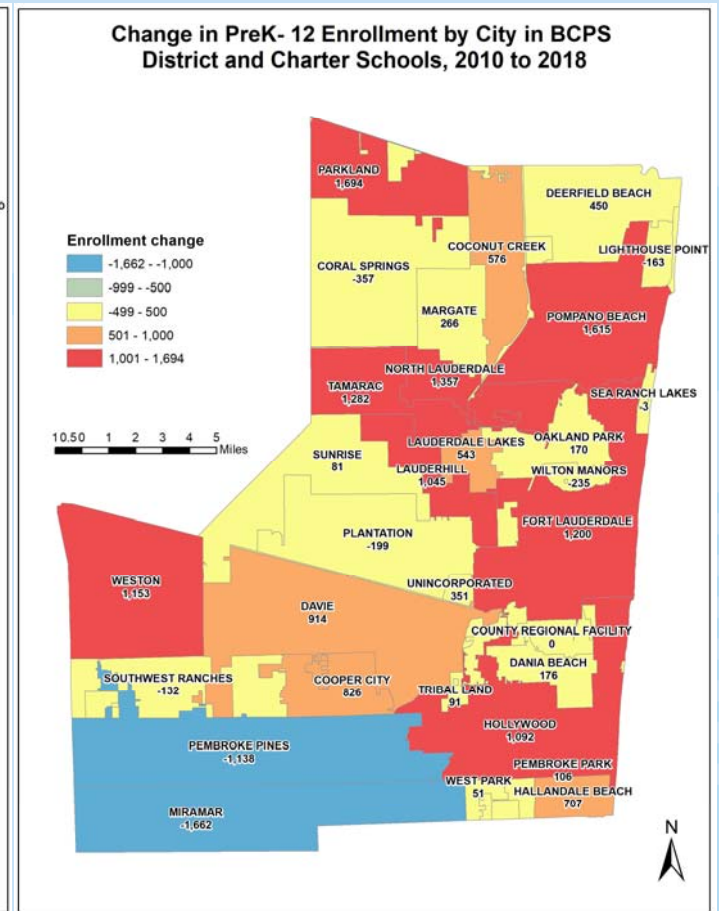 Change in PreK- 12 Enrollment by City in BCPS
District and Charter Schools, 2010 to 2018
PARKLAND
1,694
DEERFIELD BEACH
450
Enrollment change
-1,662 - -1,000
-999 - -500
-499 - 500
501 - 1,000
1,001 - 1,694
COCONUT CREEK
576
LIGHTHOUSE POINT
-163
CORAL SPRINGS
-357
MARGATE
266
POMPANO BEACH
1,615
NORTH LAUDERDALE
1,357
TAMARAC
1,282
SEA RANCH LAKES
-3
10.50 1 2 3 4 5
Miles
LAUDERDALE LAKES
543
OAKLAND PARK
170
SUNRISE
81
LAUDERHILL
1,045
WILTON MANORS
-235
PLANTATION
-199
FORT LAUDERDALE
1,200
WESTON
1,153
UNINCORPORATED
351
DAVIE
914
COUNTY REGIONAL FACILITY
0
DANIA BEACH
176
SOUTHWEST RANCHES
-132
COOPER CITY
826
TRIBAL LAND
91
HOLLYWOOD
1,092
PEMBROKE PINES
-1,138
PEMBROKE PARK
106
WEST PARK
51
HALLANDALE BEACH
707
MIRAMAR
-1,662
N